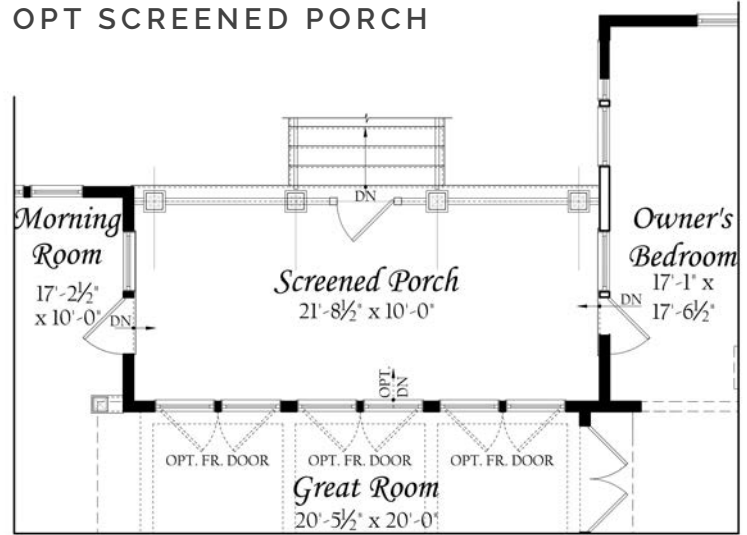 OPT SCREENED PORCH
DN
Morning
Room
17'-2½"
x 10'-0"
DN
Screened Porch
21'-8½" x 10'-0"
Owner's
Bedroom
17'-1" x
17'-6½"
DN
OPT.
DN
OPT. FR. DOOR
OPT. FR. DOOR
OPT. FR. DOOR
Great Room
20'-5½" x 20'-0"